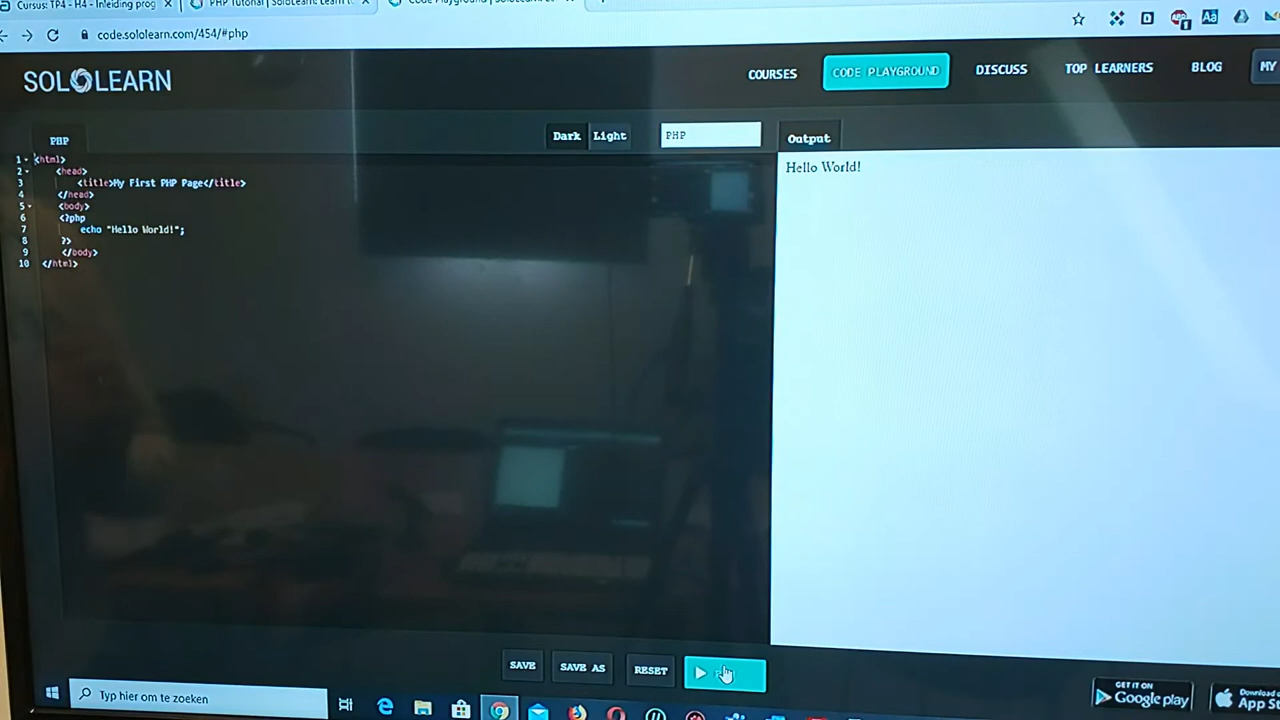 Cursus: TP4 - H4 - Inleiding prog
PHP Tutorial | SoloLearn: Learn t
code.sololearn.com/454/#php
SOLOLEARN
COURSES
CODE PLAYGROUND
DISCUSS
TOP LEARNERS
BLOG
MY
PHP
Dark
Light
PHP
Output
1 <html>
2 <head>
3 <title>My First PHP Page</title>
4 </head>
5 <body>
6 <?php
7 echo "Hello World!";
8 ?>
9 </body>
10 </html>
Hello World!
SAVE
SAVE AS
RESET
GET IT ON
Google play
Download
App St
Typ hier om te zoeken